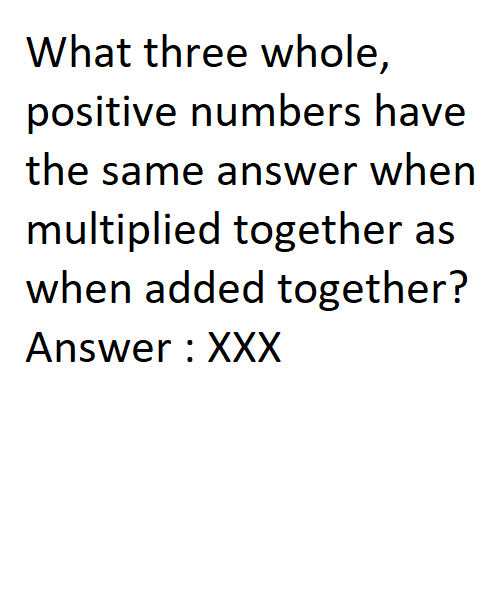 What three whole,
positive numbers have
the same answer when
multiplied together as
when added together?
Answer : XXX